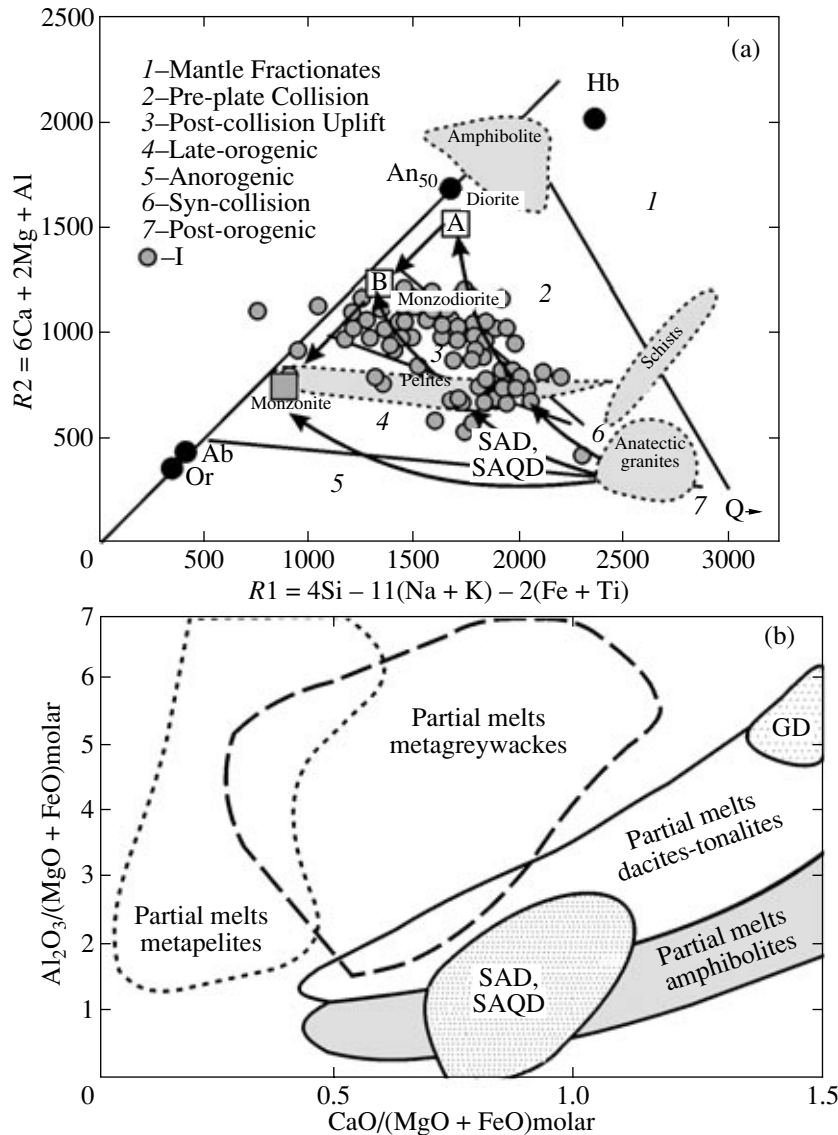 (a)
1–Mantle Fractionates
2–Pre-plate Collision
3–Post-collision Uplift
4–Late-orogenic
5–Anorogenic
6–Syn-collision
7–Post-orogenic
–I
2500
2000
1500
1000
500
0
R2 = 6Ca + 2Mg + Al
Hb
Amphibolite
An50
Diorite
1
A
B
Monzodiorite
2
3
Schists
Pelites
Monzonite
4
6
SAD,
SAQD
Anatectic
granites
Ab
Or
5
7
Q
500
1000
1500
2000
2500
3000
R1 = 4Si – 11(Na + K) – 2(Fe + Ti)
(b)
7
6
5
4
3
2
1
0
Al2O3/(MgO + FeO)molar
Partial melts
metagreywackes
GD
Partial melts
dacites-tonalites
Partial melts
metapelites
Partial melts
amphibolites
SAD,
SAQD
0.5
1.0
1.5
CaO/(MgO + FeO)molar